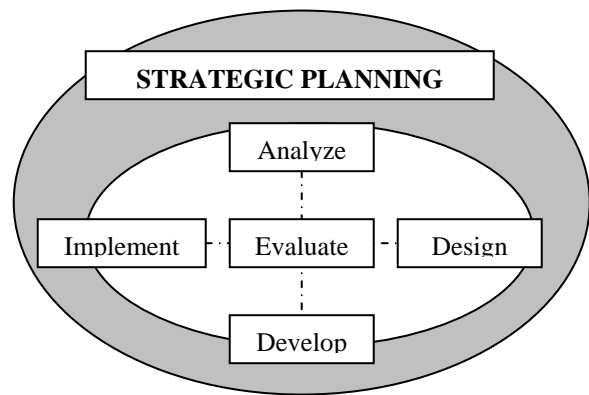 STRATEGIC PLANNING
Analyze
Implement
Evaluate
Design
Develop